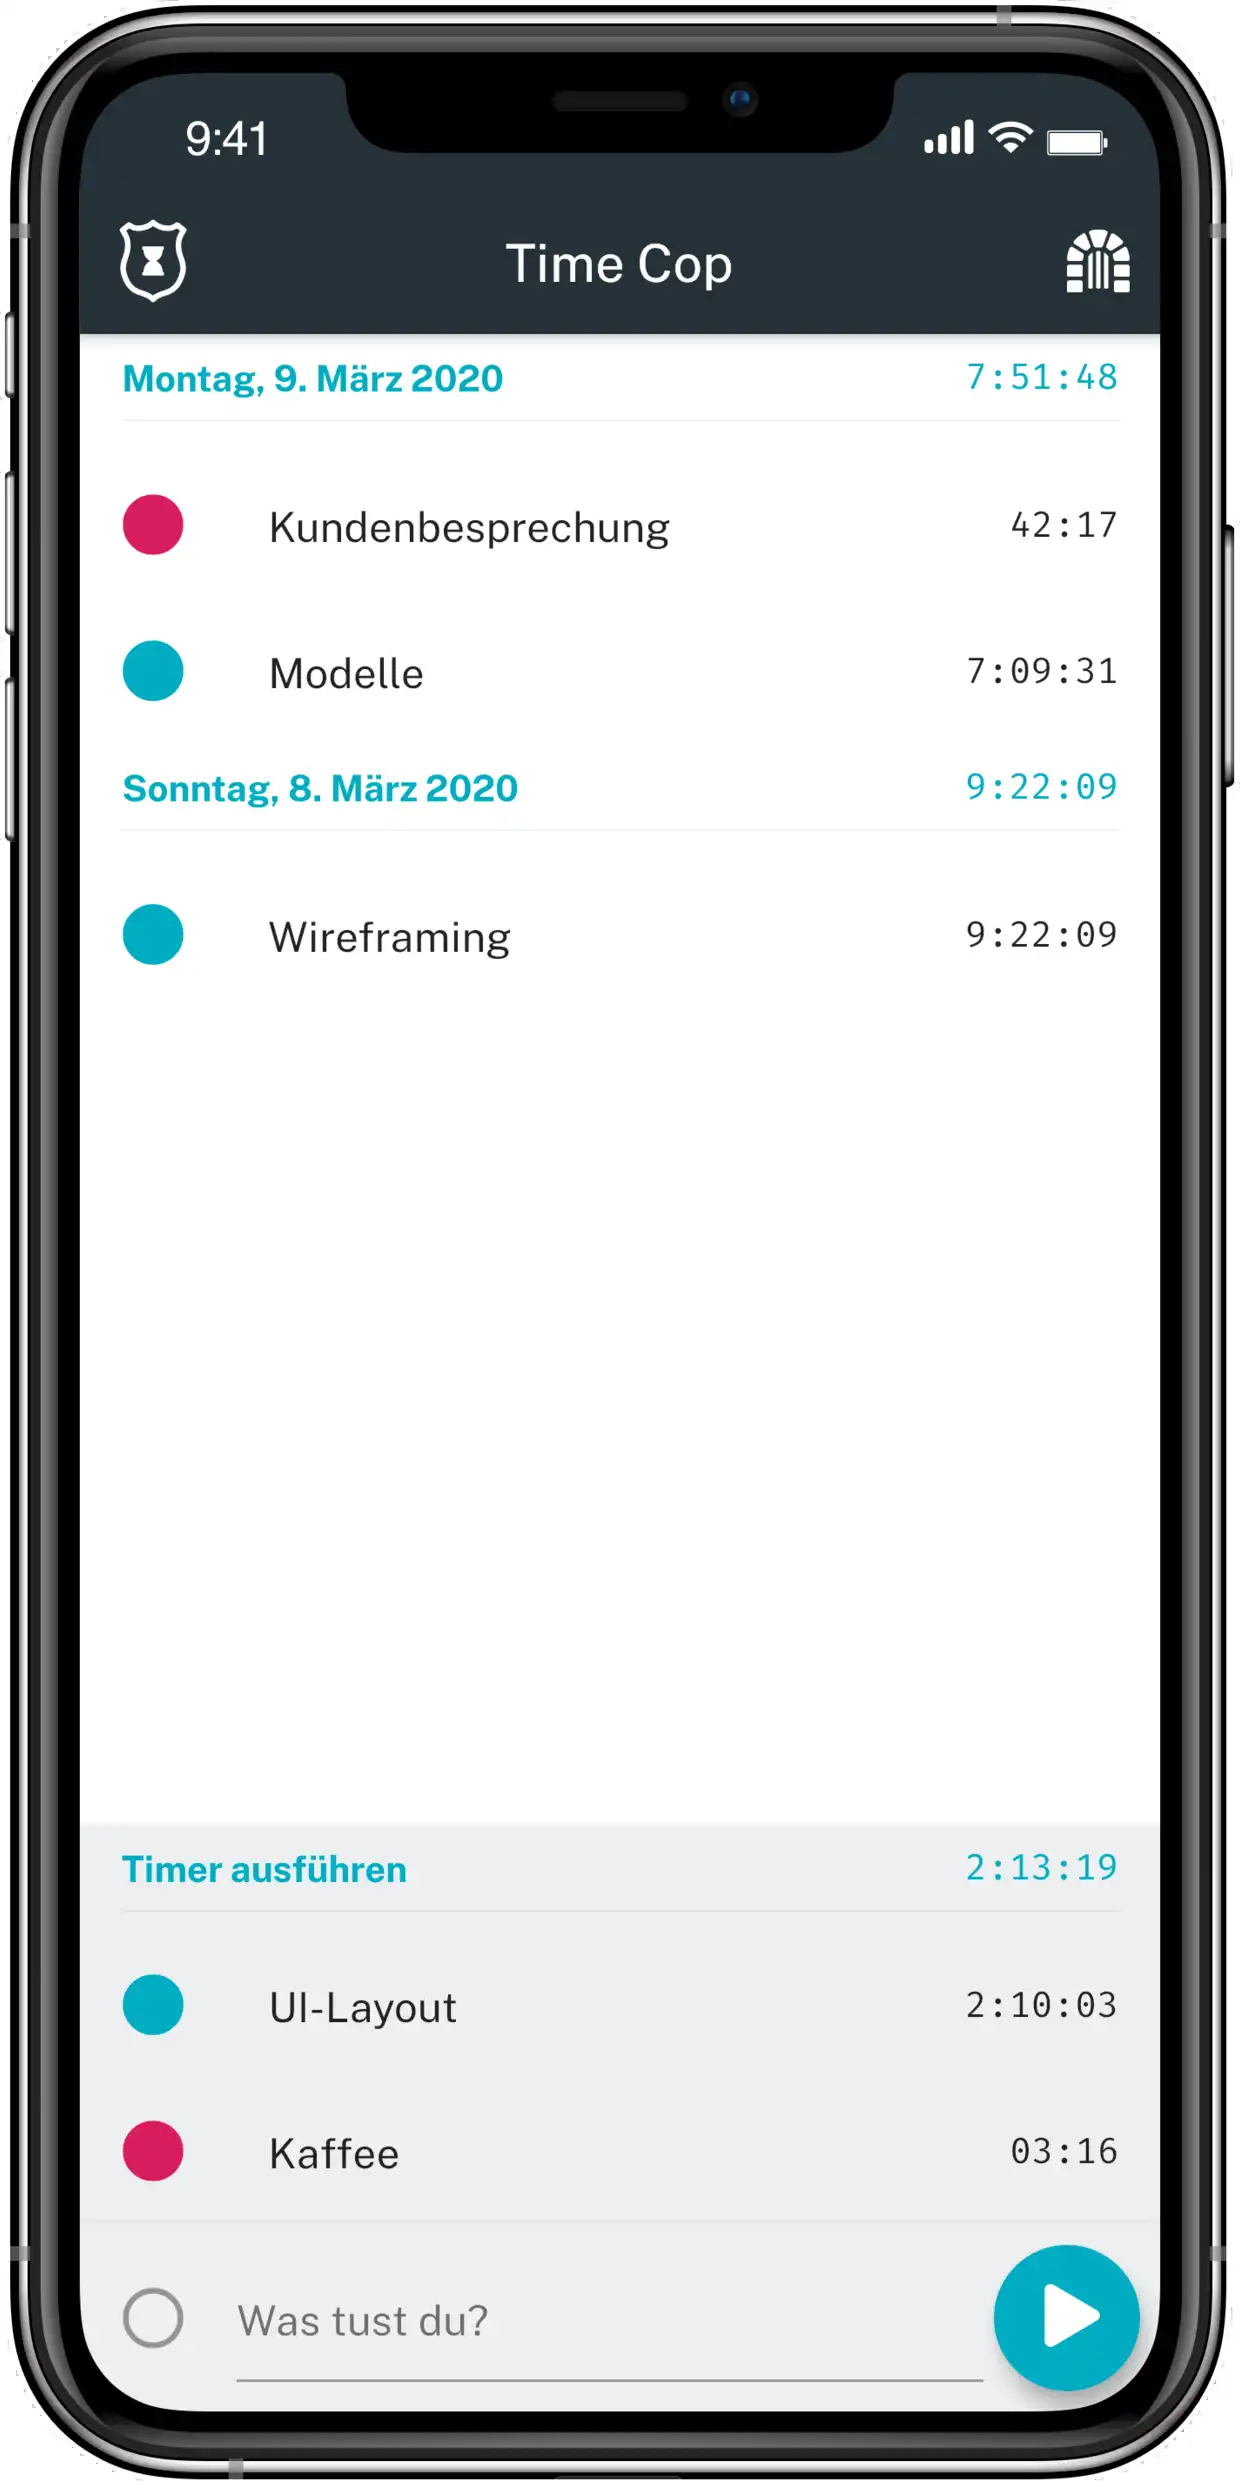 9:41
Time Cop
Montag, 9. März 2020 7:51:48
Kundenbesprechung 42:17
Modelle 7:09:31
Sonntag, 8. März 2020 9:22:09
Wireframing 9:22:09
Timer ausführen 2:13:19
UI-Layout 2:10:03
Kaffee 03:16
Was tust du?